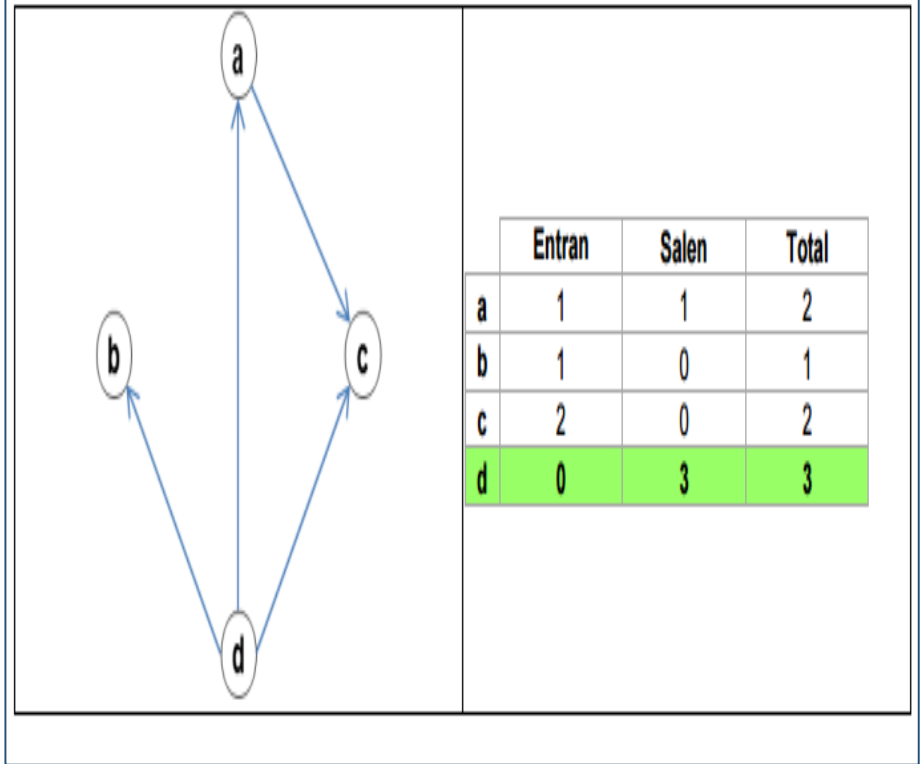 a
b
c
d
Entran Salen Total
a 1 1 2
b 1 0 1
c 2 0 2
d 0 3 3